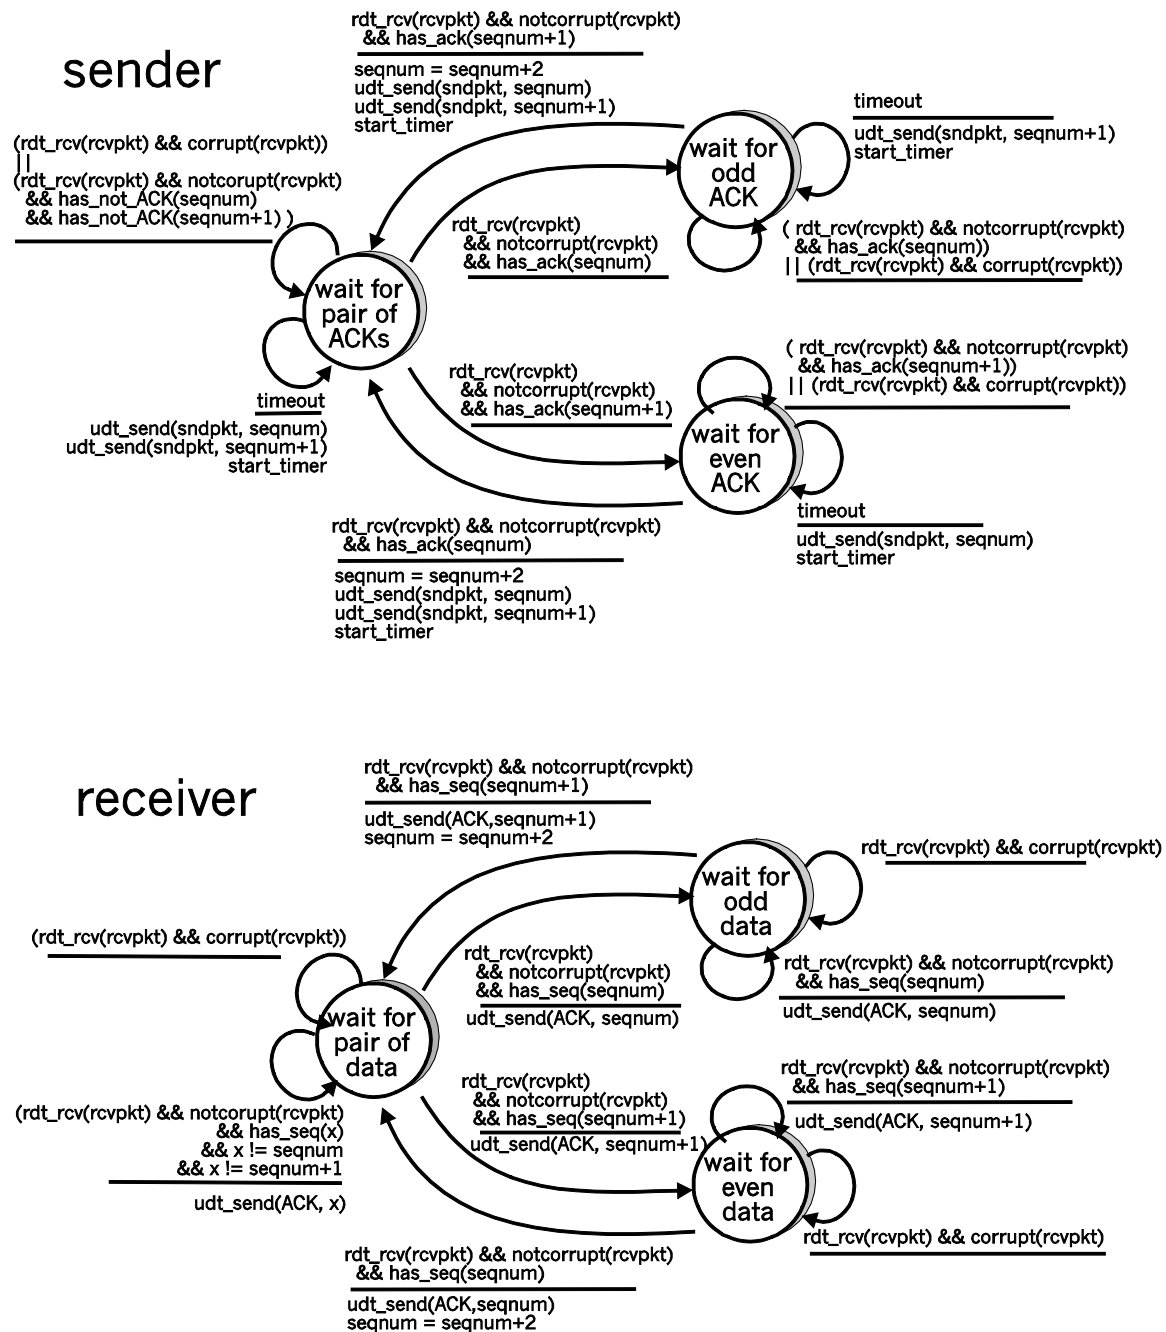 sender
rdt_rcv(rcvpkt) && notcorrupt(rcvpkt)
&& has_ack(seqnum+1)
seqnum = seqnum+2
udt_send(sndpkt, seqnum)
udt_send(sndpkt, seqnum+1)
start_timer
(rdt_rcv(rcvpkt) && corrupt(rcvpkt))
||
(rdt_rcv(rcvpkt) && notcorupt(rcvpkt)
&& has_not_ACK(seqnum)
&& has_not_ACK(seqnum+1) )
wait for
odd
ACK
timeout
udt_send(sndpkt, seqnum+1)
start_timer
rdt_rcv(rcvpkt)
&& notcorrupt(rcvpkt)
&& has_ack(seqnum)
( rdt_rcv(rcvpkt) && notcorrupt(rcvpkt)
&& has_ack(seqnum))
|| (rdt_rcv(rcvpkt) && corrupt(rcvpkt))
wait for
pair of
ACKs
timeout
udt_send(sndpkt, seqnum)
udt_send(sndpkt, seqnum+1)
start_timer
rdt_rcv(rcvpkt)
&& notcorrupt(rcvpkt)
&& has_ack(seqnum+1)
( rdt_rcv(rcvpkt) && notcorrupt(rcvpkt)
&& has_ack(seqnum+1))
|| (rdt_rcv(rcvpkt) && corrupt(rcvpkt))
wait for
even
ACK
timeout
udt_send(sndpkt, seqnum)
start_timer
rdt_rcv(rcvpkt) && notcorrupt(rcvpkt)
&& has_ack(seqnum)
seqnum = seqnum+2
udt_send(sndpkt, seqnum)
udt_send(sndpkt, seqnum+1)
start_timer
receiver
rdt_rcv(rcvpkt) && notcorrupt(rcvpkt)
&& has_seq(seqnum+1)
udt_send(ACK,seqnum+1)
seqnum = seqnum+2
wait for
odd
data
rdt_rcv(rcvpkt) && corrupt(rcvpkt)
(rdt_rcv(rcvpkt) && corrupt(rcvpkt))
rdt_rcv(rcvpkt)
&& notcorrupt(rcvpkt)
&& has_seq(seqnum)
udt_send(ACK, seqnum)
rdt_rcv(rcvpkt) && notcorrupt(rcvpkt)
&& has_seq(seqnum)
udt_send(ACK, seqnum)
wait for
pair of
data
(rdt_rcv(rcvpkt) && notcorupt(rcvpkt)
&& has_seq(x)
&& x != seqnum
&& x != seqnum+1
udt_send(ACK, x)
rdt_rcv(rcvpkt)
&& notcorrupt(rcvpkt)
&& has_seq(seqnum+1)
udt_send(ACK, seqnum+1)
rdt_rcv(rcvpkt) && notcorrupt(rcvpkt)
&& has_seq(seqnum+1)
udt_send(ACK, seqnum+1)
wait for
even
data
rdt_rcv(rcvpkt) && corrupt(rcvpkt)
rdt_rcv(rcvpkt) && notcorrupt(rcvpkt)
&& has_seq(seqnum)
udt_send(ACK,seqnum)
seqnum = seqnum+2